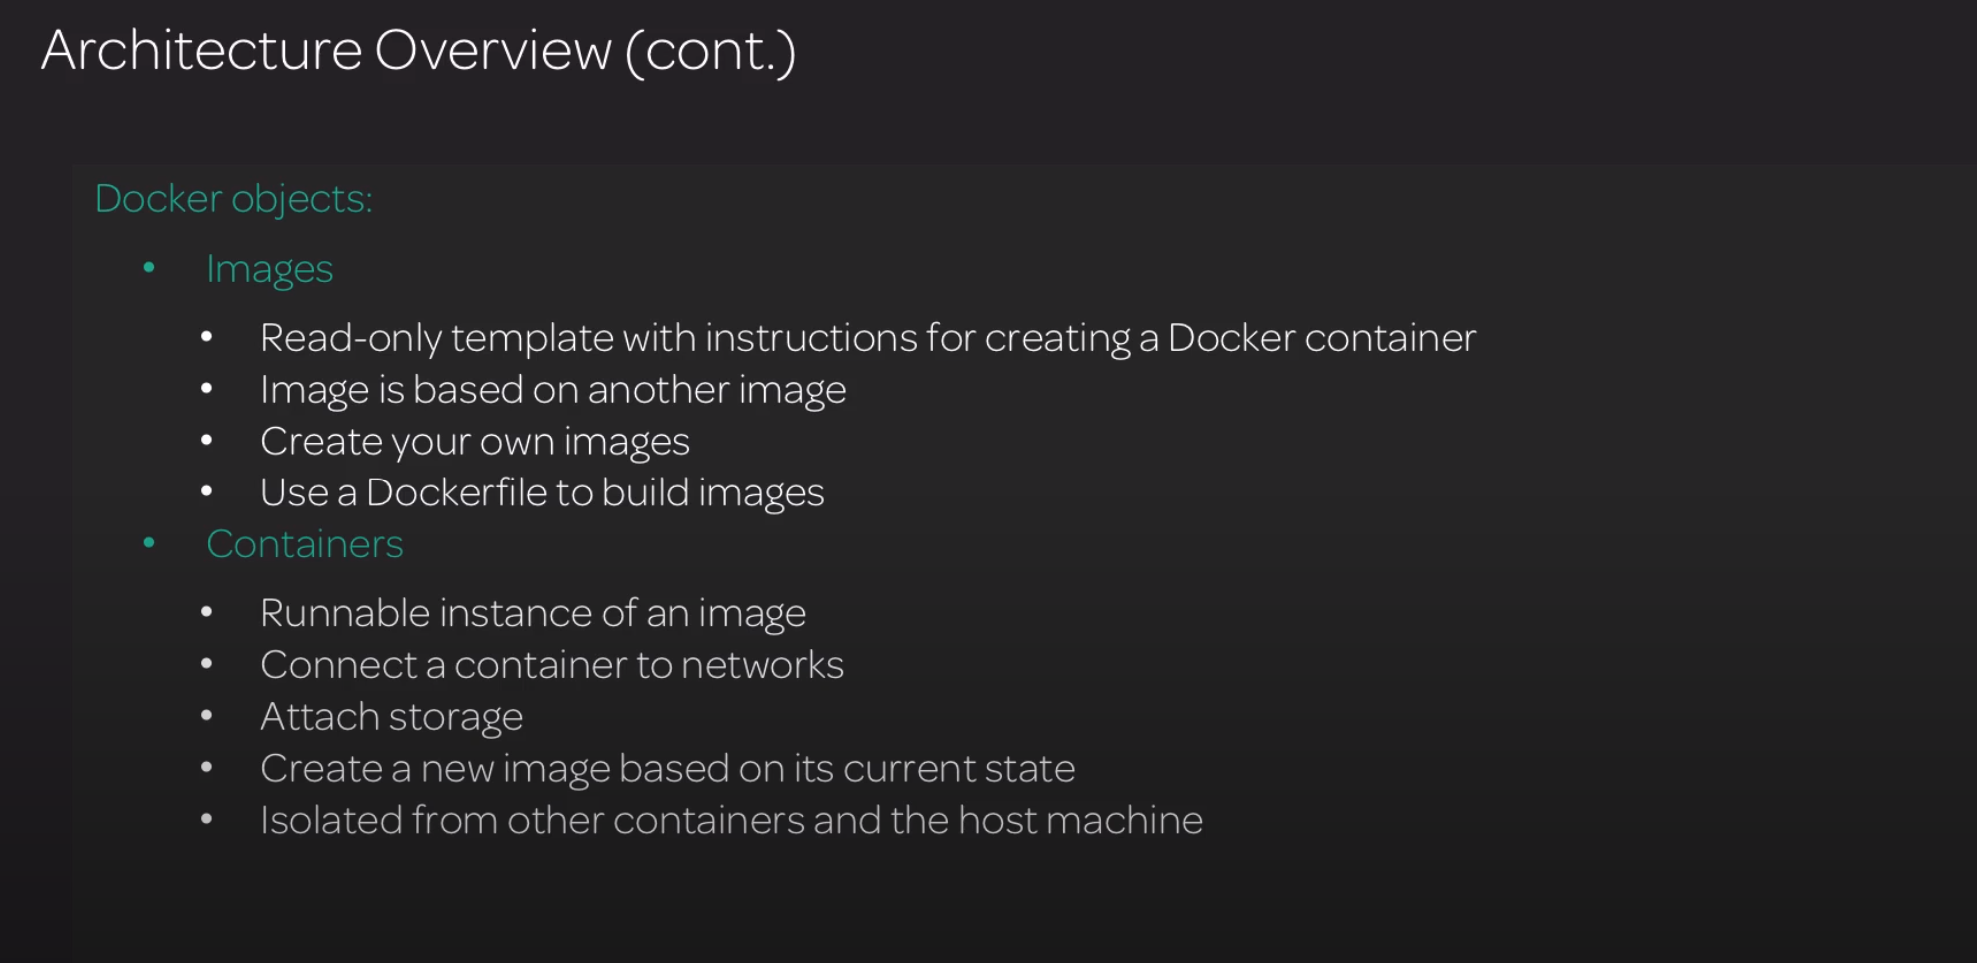 Architecture Overview (cont.)
Docker objects:
• Images
• Read-only template with instructions for creating a Docker container
• Image is based on another image
• Create your own images
• Use a Dockerfile to build images
• Containers
• Runnable instance of an image
• Connect a container to networks
• Attach storage
• Create a new image based on its current state
• Isolated from other containers and the host machine